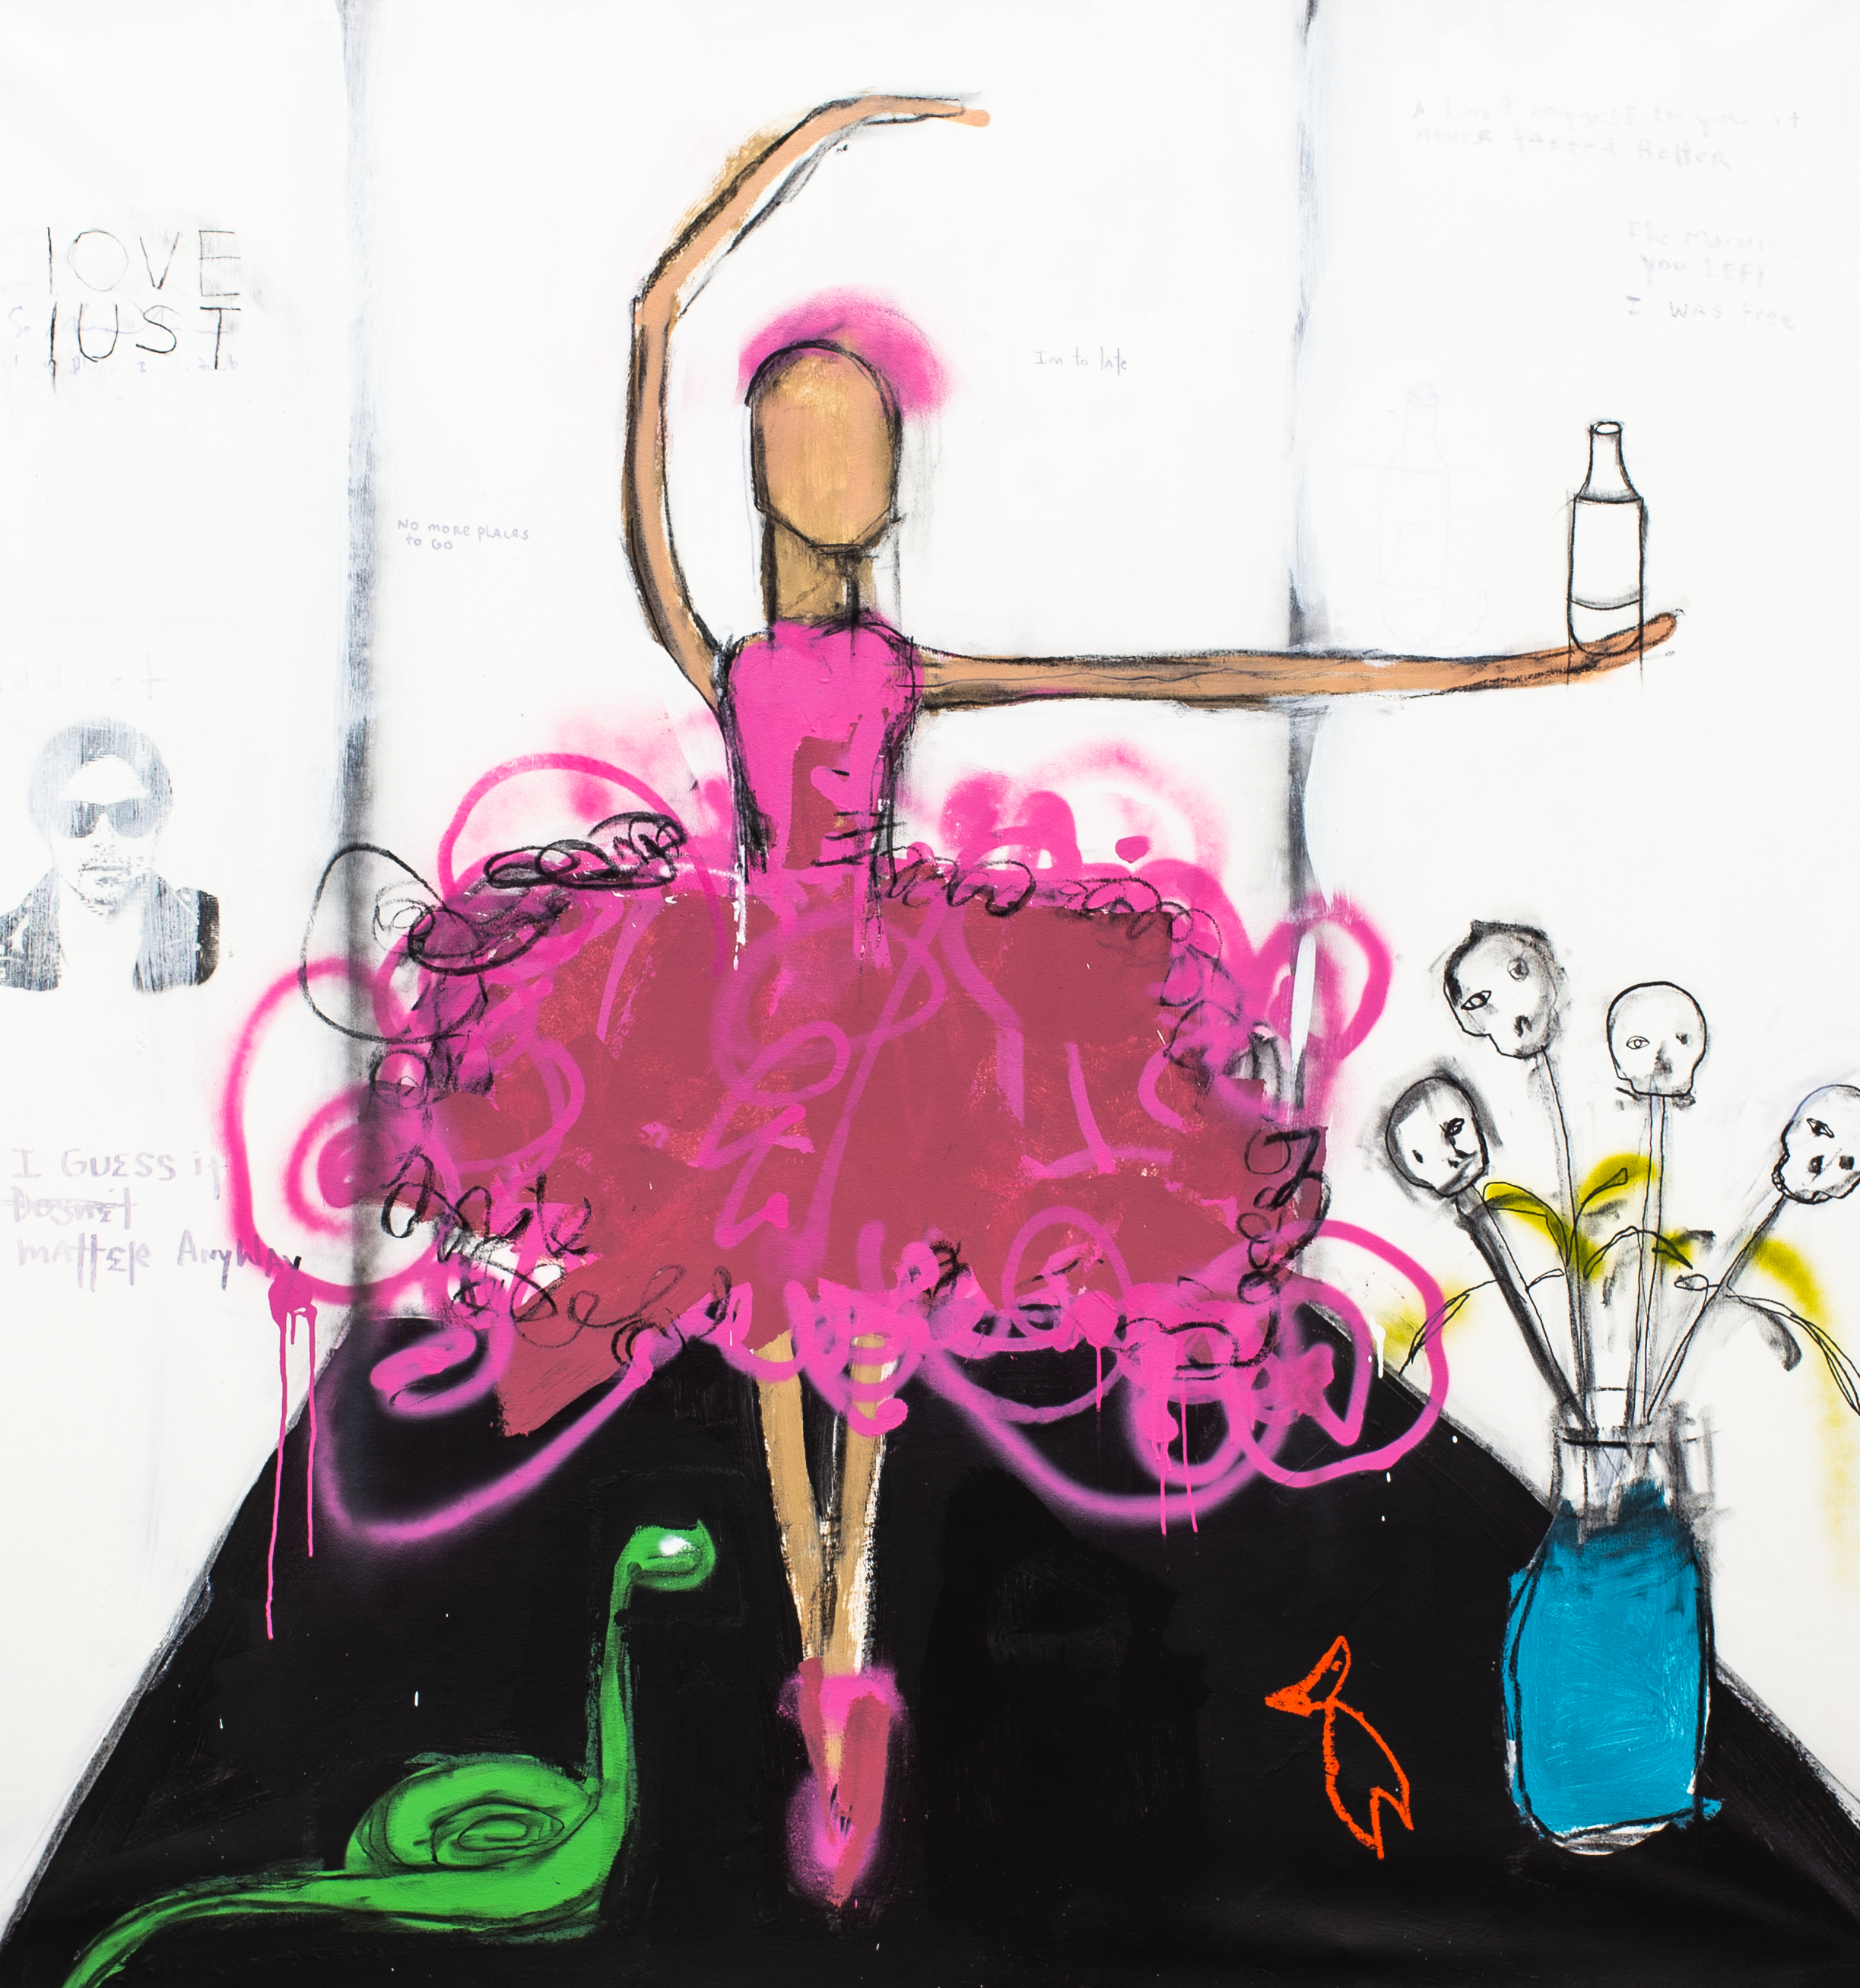 lOVE
lUST
A Lost myself in you it
never tasted Better
The Morning
you LEFt
I WAS Free
Im to late
NO MORE PLACES
to GO
addict
I GUESS it
Dosn't
mAttER AnyWAy